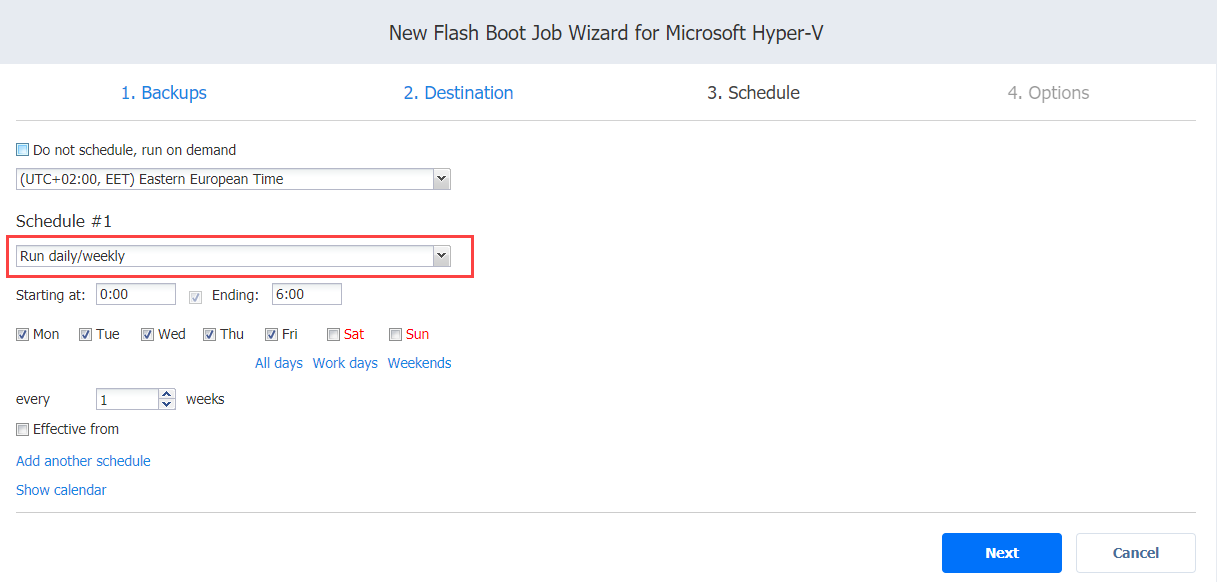 New Flash Boot Job Wizard for Microsoft Hyper-V
1. Backups 2. Destination 3. Schedule 4. Options
Do not schedule, run on demand
(UTC+02:00, EET) Eastern European Time
Schedule #1
Run daily/weekly
Starting at: 0:00 Ending: 6:00
Mon Tue Wed Thu Fri Sat Sun
All days Work days Weekends
every 1 weeks
Effective from
Add another schedule
Show calendar
Next Cancel